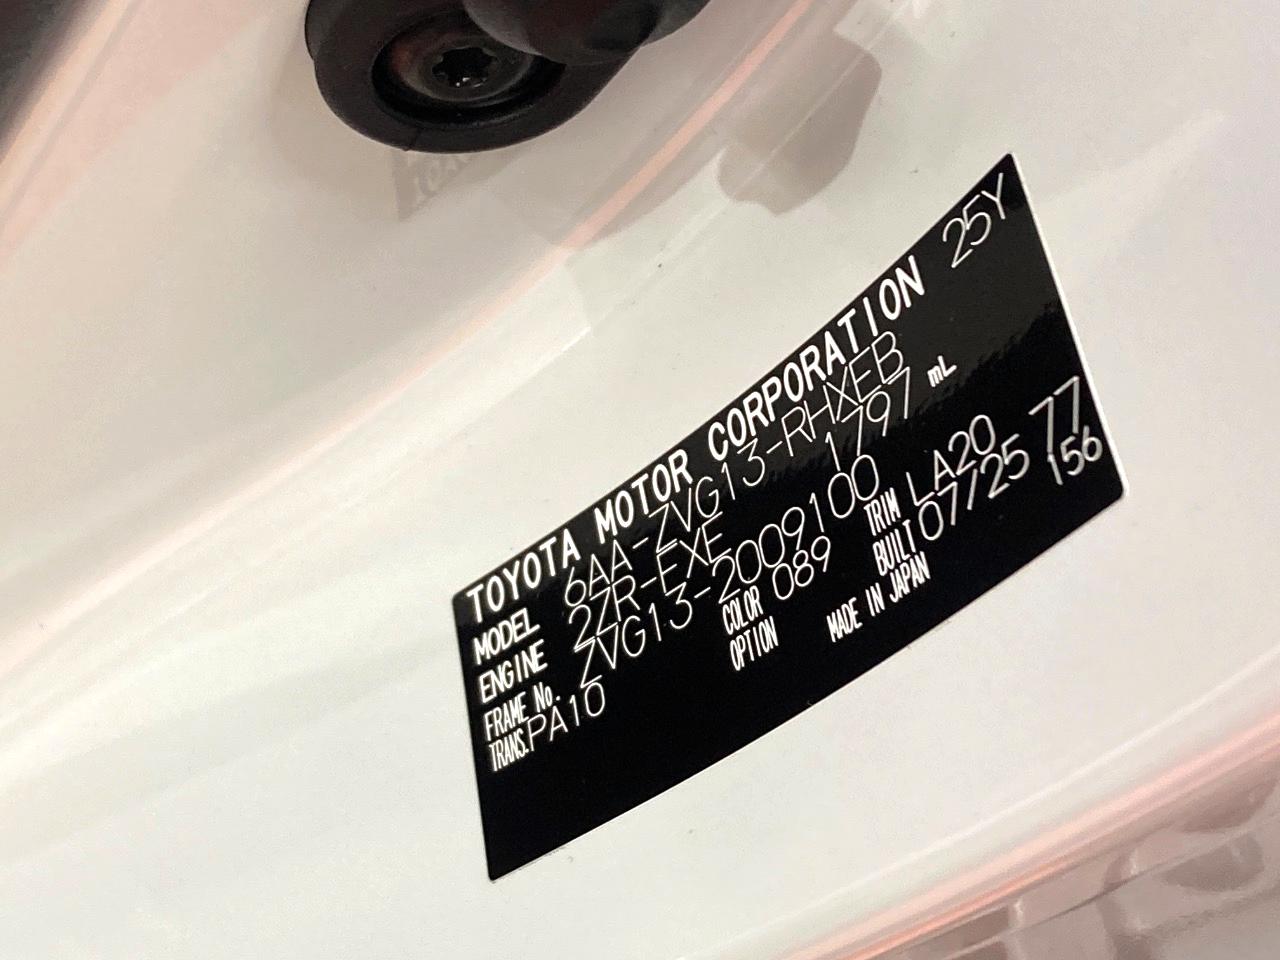 TOYOTA MOTOR CORPORATION 25Y
MODEL 6AA-ZVG13-RHXEB
ENGINE 2ZR-FXE 1797 mL
FRAME No. ZVG13-2009100
TRANS. PA10 COLOR 089 TRIM LA20 77
OPTION BUILT 07/25 156
MADE IN JAPAN